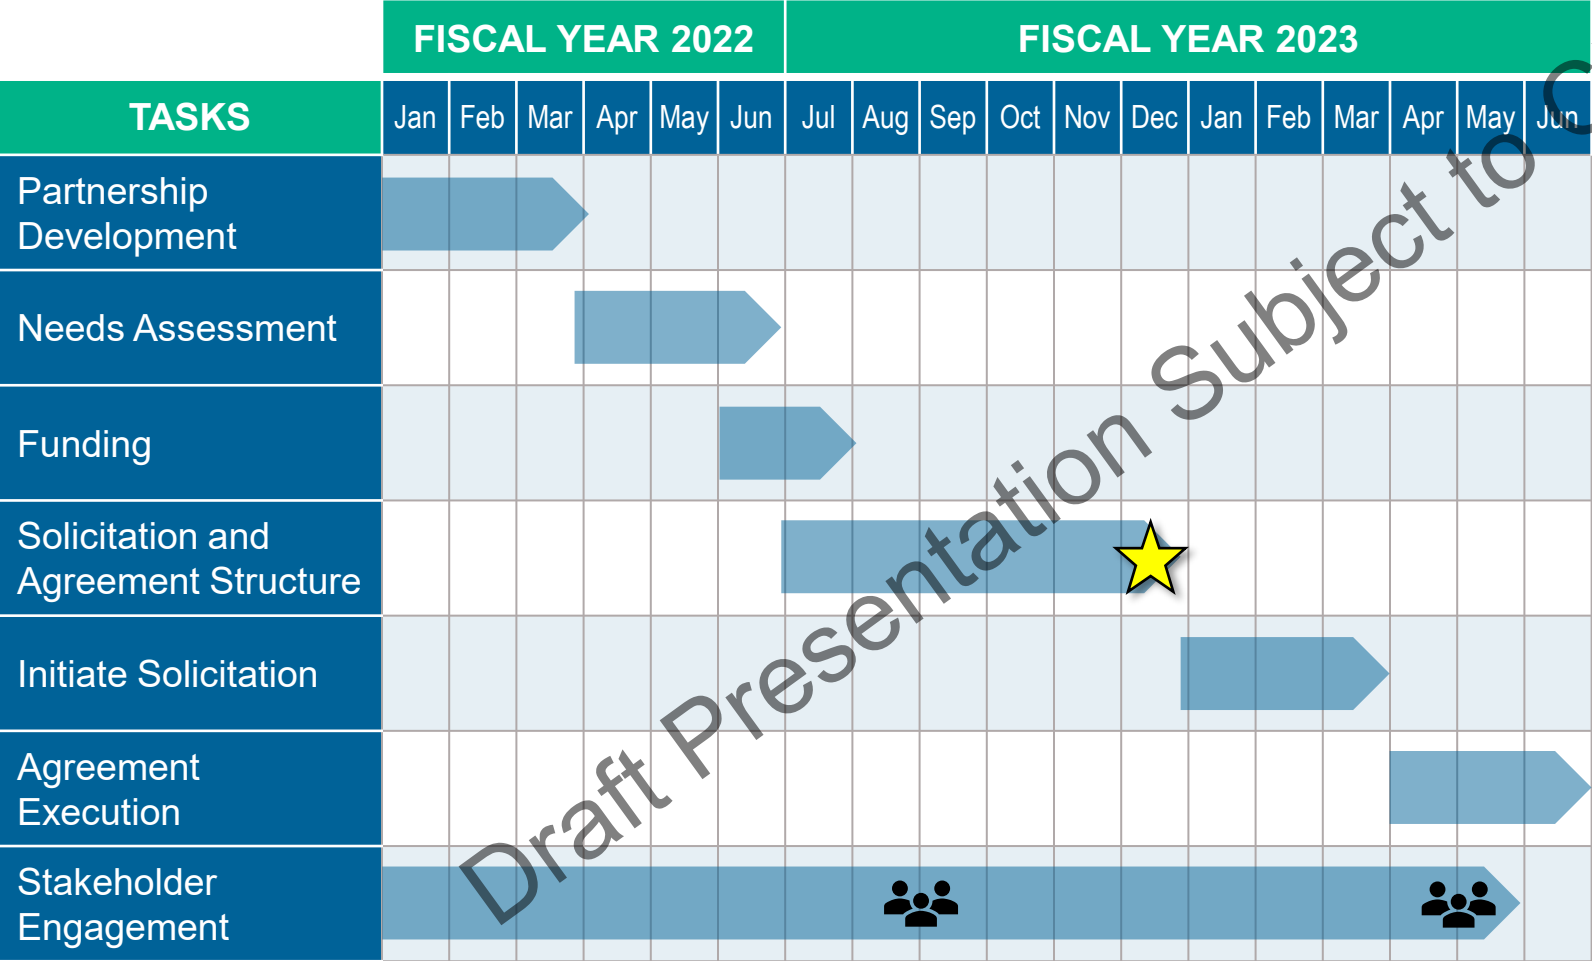 FISCAL YEAR 2022 FISCAL YEAR 2023
TASKS Jan Feb Mar Apr May Jun Jul Aug Sep Oct Nov Dec Jan Feb Mar Apr May Jun
Partnership
Development
Needs Assessment
Funding
Solicitation and
Agreement Structure
Initiate Solicitation
Agreement
Execution
Stakeholder
Engagement
Draft Presentation Subject to C